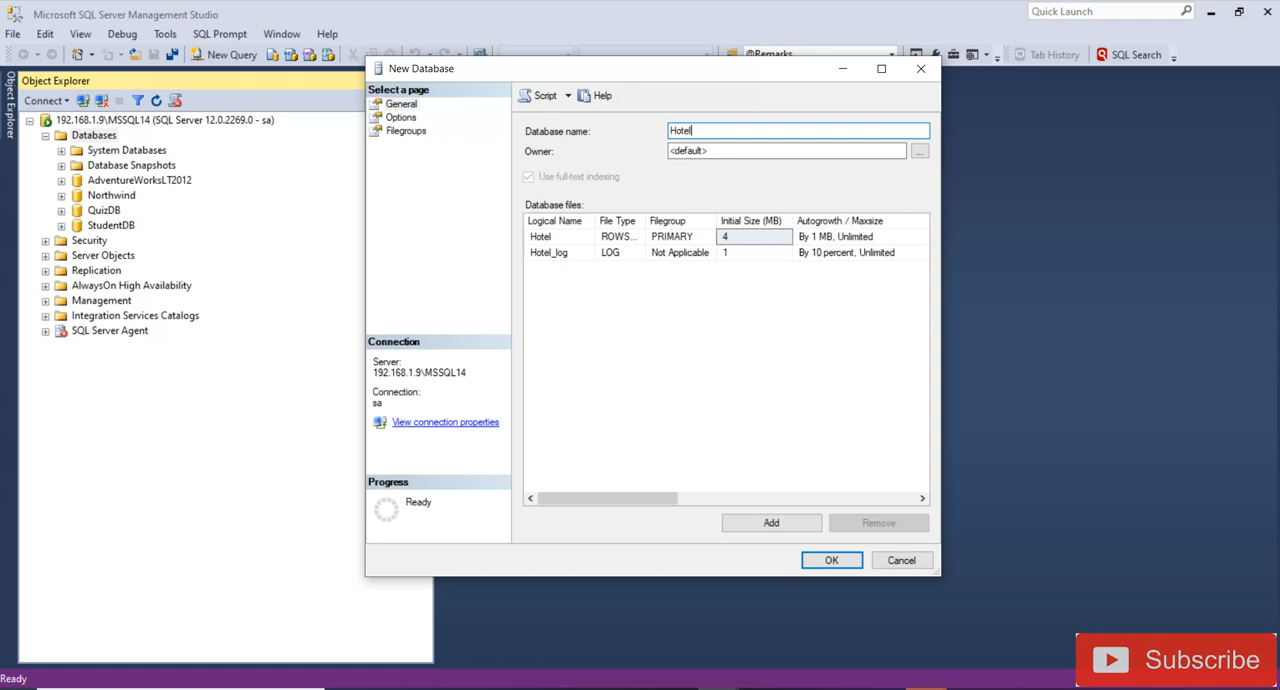 Microsoft SQL Server Management Studio
Quick Launch
File Edit View Debug Tools SQL Prompt Window Help
New Query
@Remarks
Tab History
SQL Search
Object Explorer
Object Explorer
Connect
192.168.1.9\MSSQL14 (SQL Server 12.0.2269.0 - sa)
Databases
System Databases
Database Snapshots
AdventureWorksLT2012
Northwind
QuizDB
StudentDB
Security
Server Objects
Replication
AlwaysOn High Availability
Management
Integration Services Catalogs
SQL Server Agent
New Database
Select a page
General
Options
Filegroups
Script Help
Database name: Hotel
Owner: <default> ...
Use full-text indexing
Database files:
Logical Name File Type Filegroup Initial Size (MB) Autogrowth / Maxsize
Hotel ROWS... PRIMARY 4 By 1 MB, Unlimited
Hotel_log LOG Not Applicable 1 By 10 percent, Unlimited
Connection
Server:
192.168.1.9\MSSQL14
Connection:
sa
View connection properties
Progress
Ready
Add Remove
OK Cancel
Subscribe
Ready